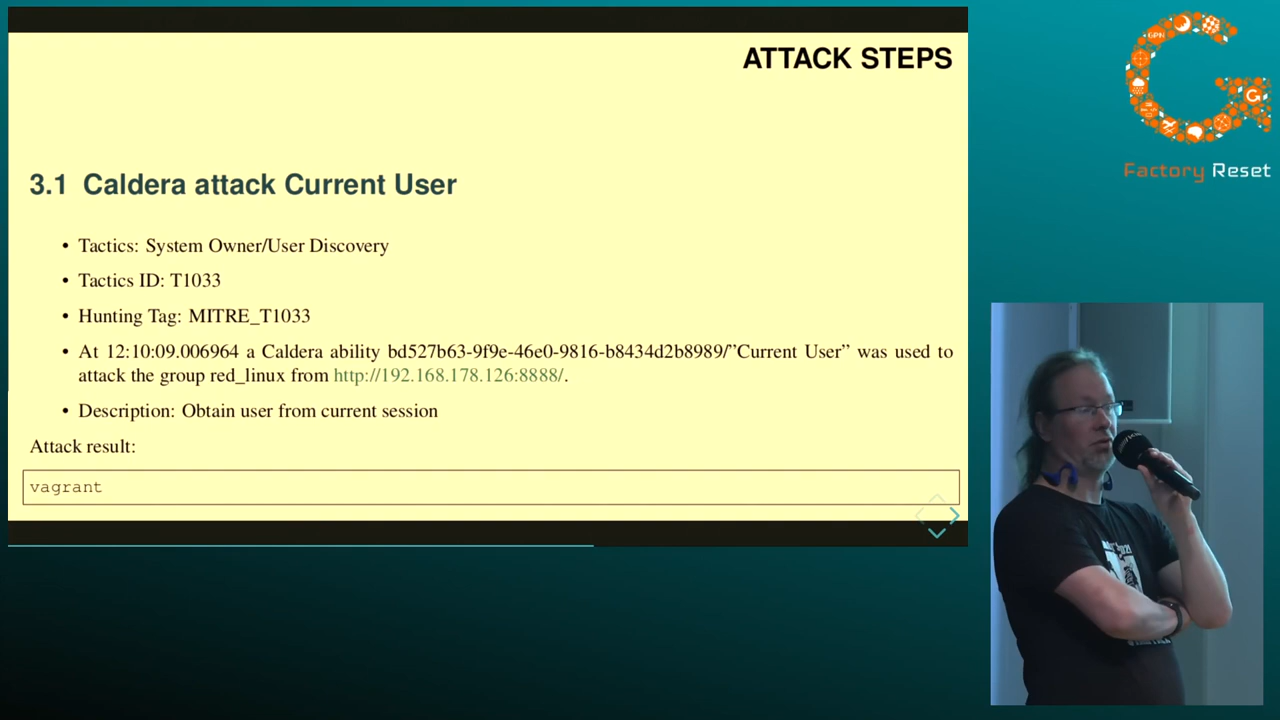 ATTACK STEPS
3.1 Caldera attack Current User
• Tactics: System Owner/User Discovery
• Tactics ID: T1033
• Hunting Tag: MITRE_T1033
• At 12:10:09.006964 a Caldera ability bd527b63-9f9e-46e0-9816-b8434d2b8989/”Current User” was used to
attack the group red_linux from http://192.168.178.126:8888/.
• Description: Obtain user from current session
Attack result:
vagrant
GPN
Factory Reset